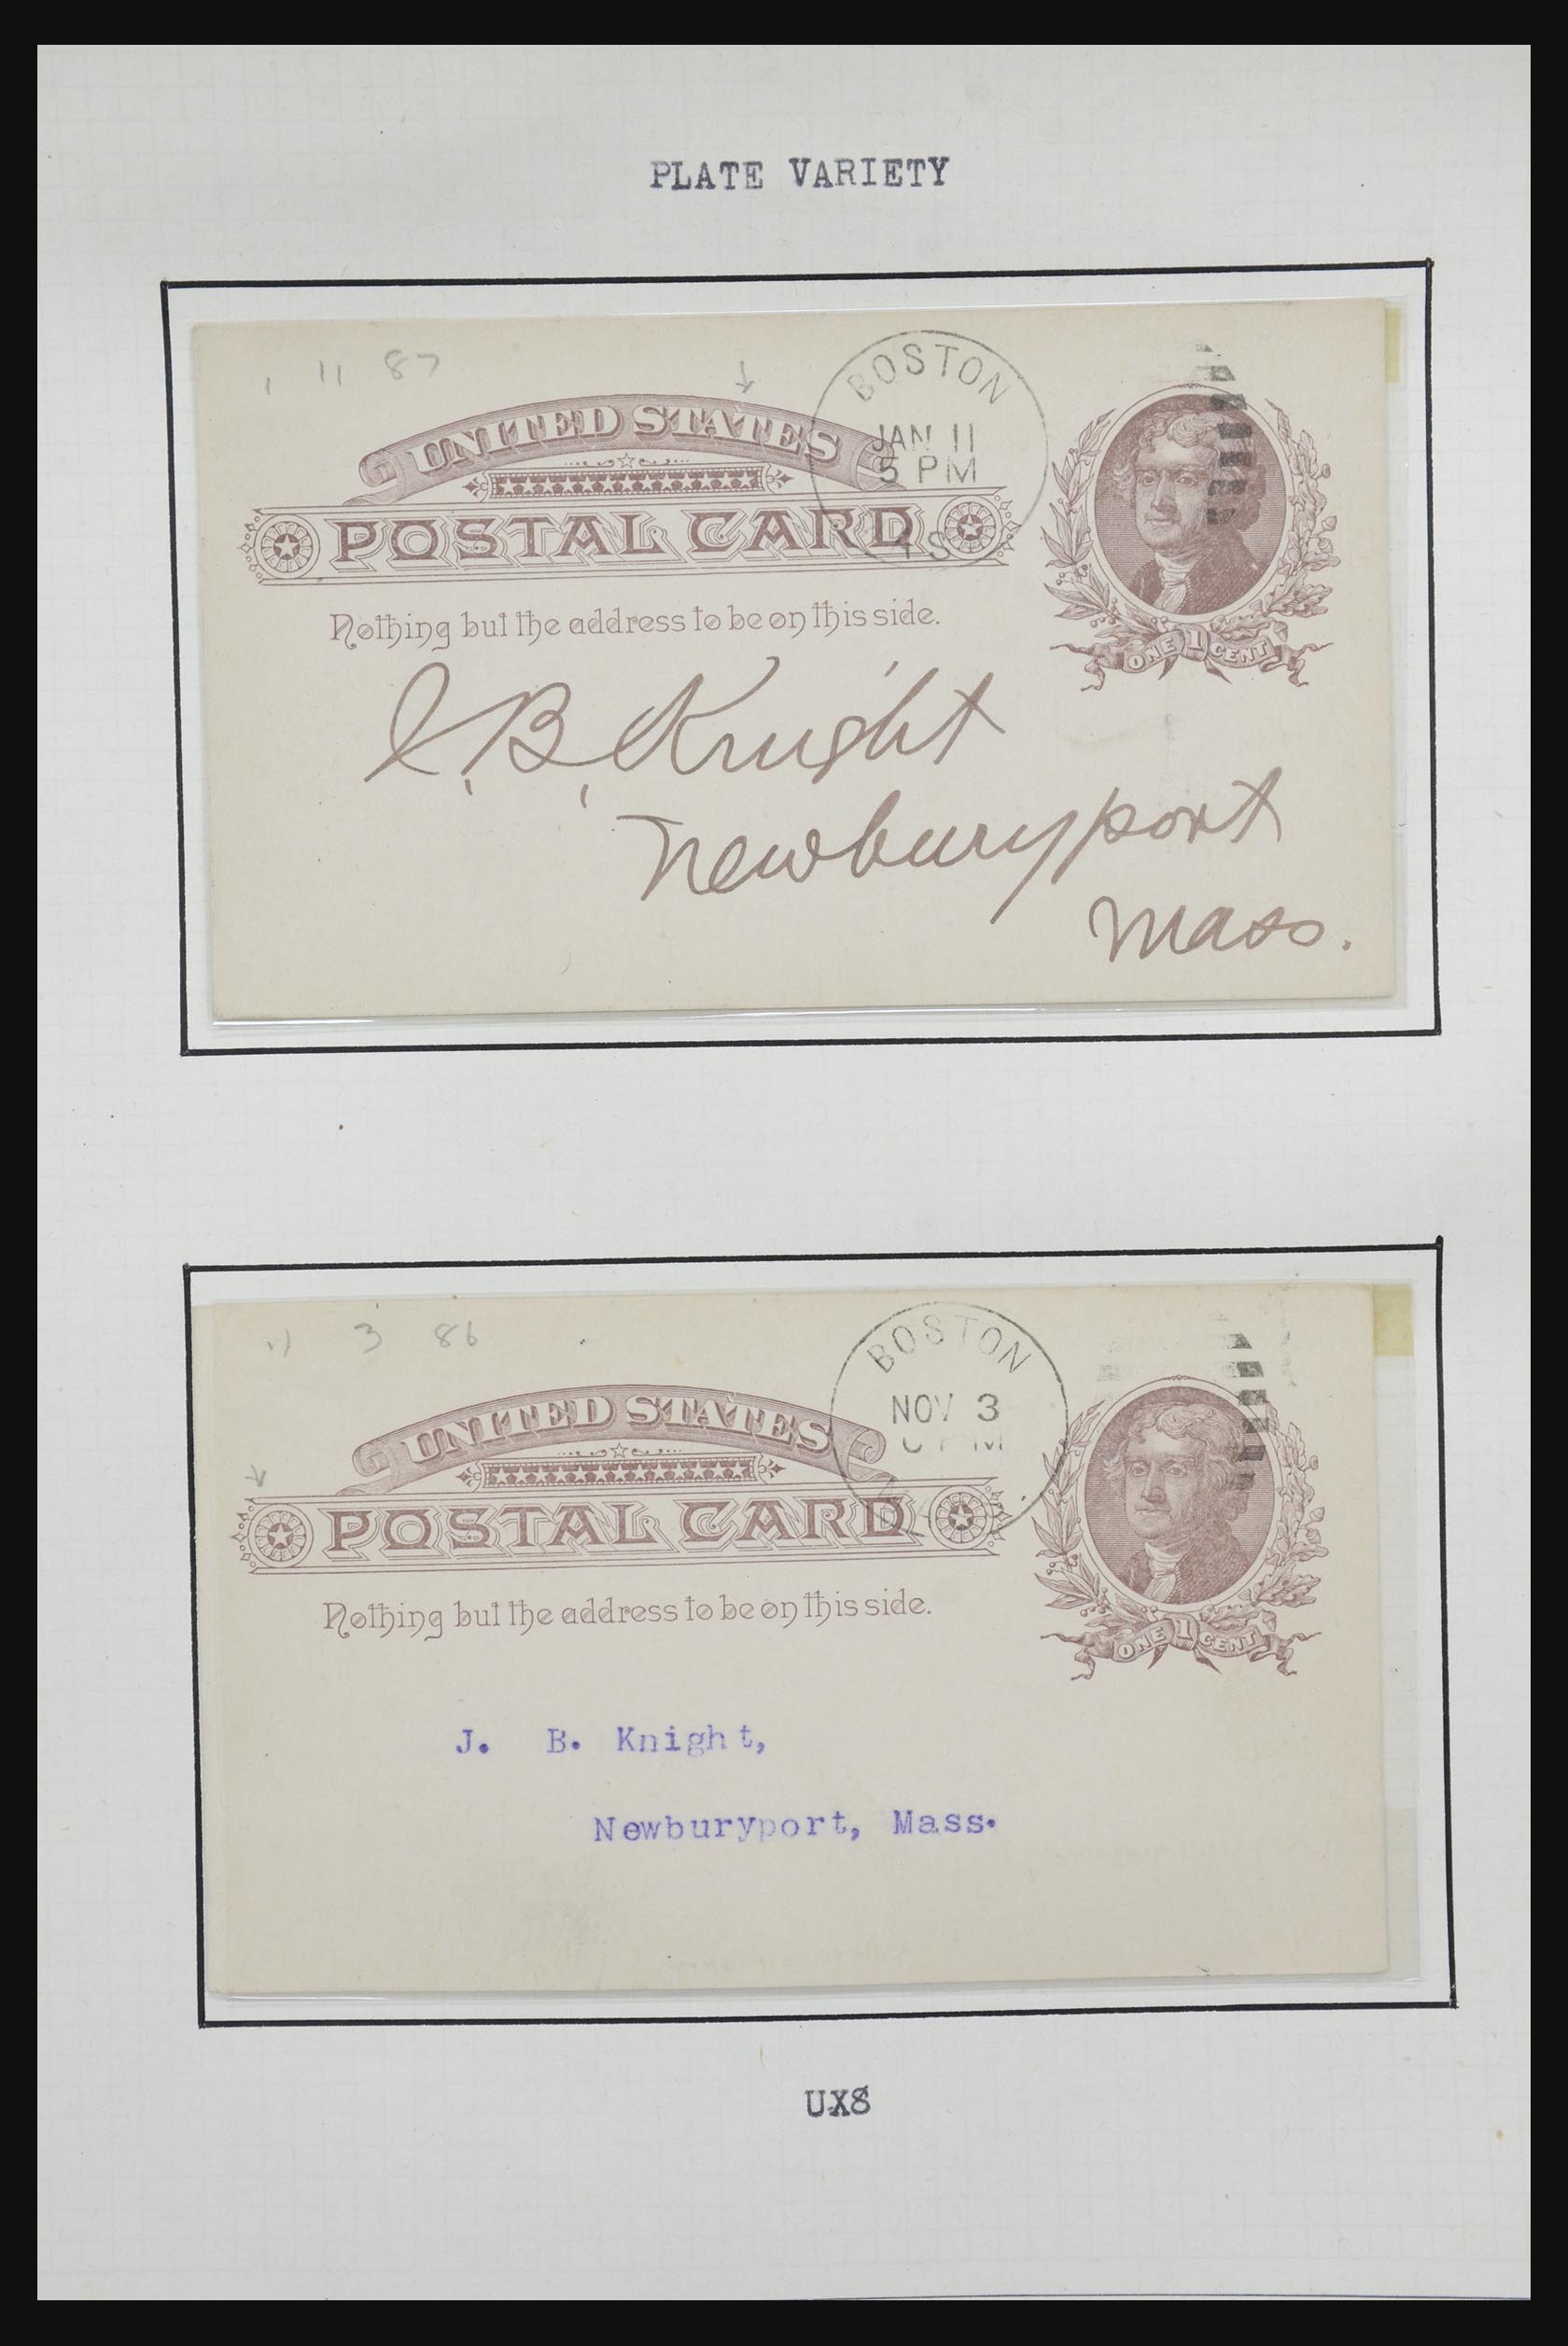 PLATE VARIETY
1 11 87
UNITED STATES
BOSTON
JAN 11
5 PM
POSTAL CARD
Nothing but the address to be on this side.
ONE 1 CENT
J. B. Knight
Newburyport
Mass.
11 3 86
UNITED STATES
BOSTON
NOV 3
POSTAL CARD
Nothing but the address to be on this side.
ONE 1 CENT
J. B. Knight,
Newburyport, Mass.
UX8